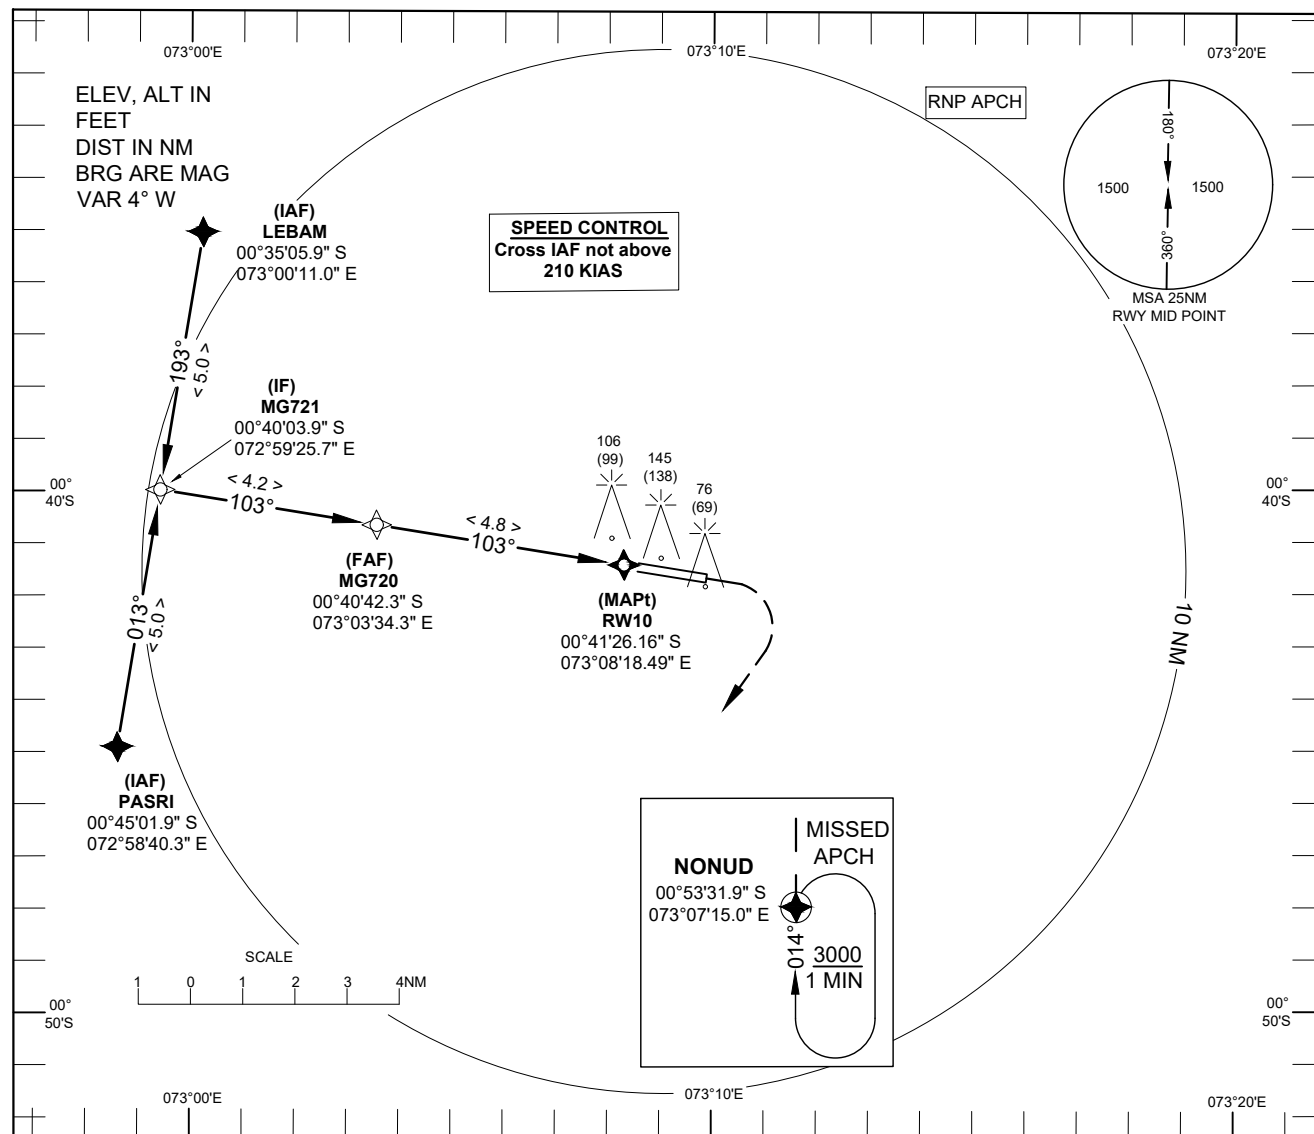 073°00'E
073°10'E
073°20'E
ELEV, ALT IN
FEET
DIST IN NM
BRG ARE MAG
VAR 4° W
RNP APCH
180°
1500
1500
360°
MSA 25NM
RWY MID POINT
(IAF)
LEBAM
00°35'05.9" S
073°00'11.0" E
SPEED CONTROL
Cross IAF not above
210 KIAS
193°
< 5.0 >
(IF)
MG721
00°40'03.9" S
072°59'25.7" E
00°
40'S
< 4.2 >
103°
106
(99)
145
(138)
76
(69)
00°
40'S
< 4.8 >
103°
(FAF)
MG720
00°40'42.3" S
073°03'34.3" E
(MAPt)
RW10
00°41'26.16" S
073°08'18.49" E
013°
< 5.0 >
10 NM
(IAF)
PASRI
00°45'01.9" S
072°58'40.3" E
MISSED
APCH
NONUD
00°53'31.9" S
073°07'15.0" E
014°
3000
1 MIN
SCALE
1 0 1 2 3 4NM
00°
50'S
00°
50'S
073°00'E
073°10'E
073°20'E